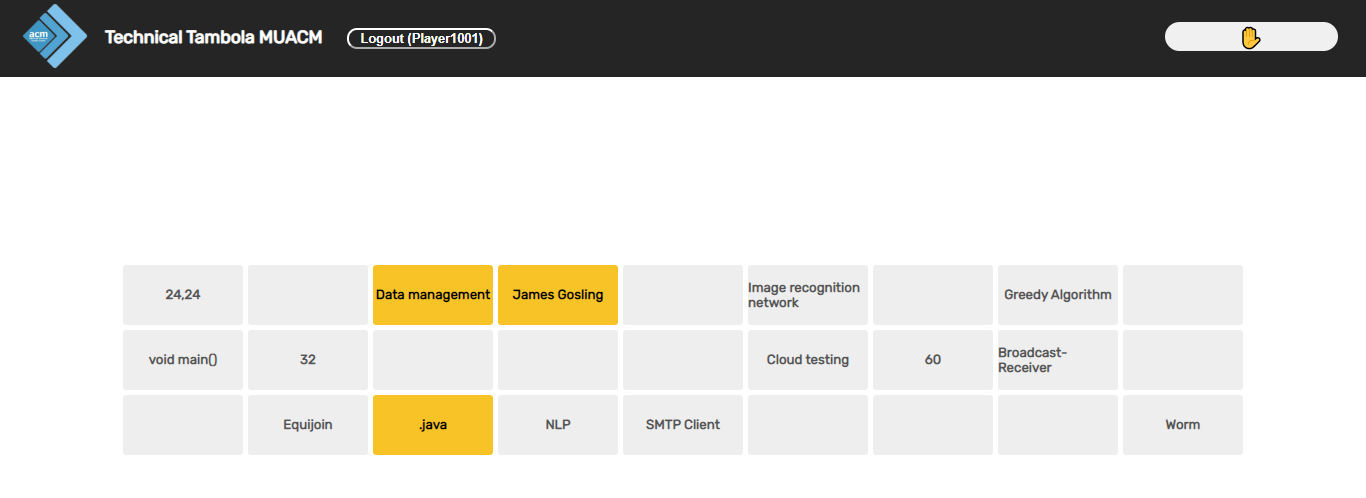 acm
Technical Tambola MUACM
Logout (Player1001)
24,24
Data management
James Gosling
Image recognition
network
Greedy Algorithm
void main()
32
Cloud testing
60
Broadcast-
Receiver
Equijoin
.java
NLP
SMTP Client
Worm